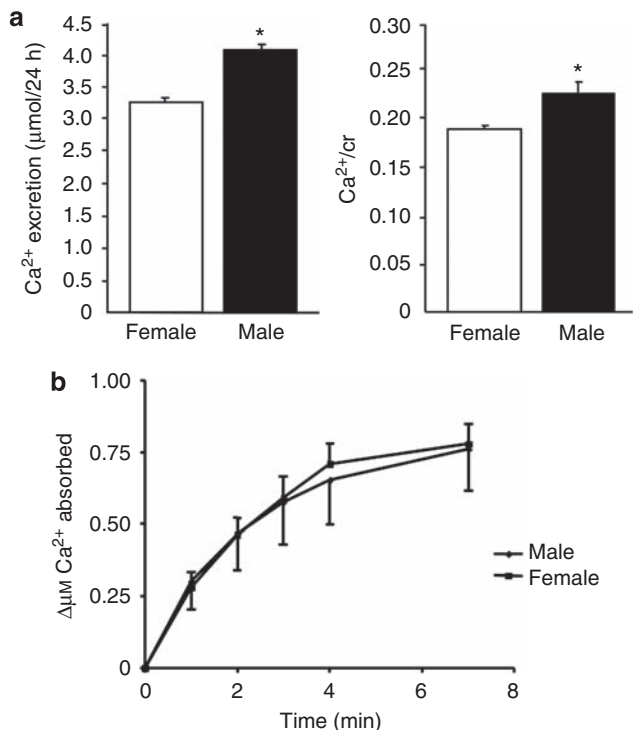 a
Ca²⁺ excretion (µmol/24 h)
4.5
4.0
3.5
3.0
2.5
2.0
1.5
1.0
0.5
0
*
Female
Male
Ca²⁺/cr
0.30
0.25
0.20
0.15
0.10
0.05
0.00
0
*
Female
Male
b
ΔµM Ca²⁺ absorbed
1.00
0.75
0.50
0.25
0
0
2
4
6
8
Time (min)
Male
Female